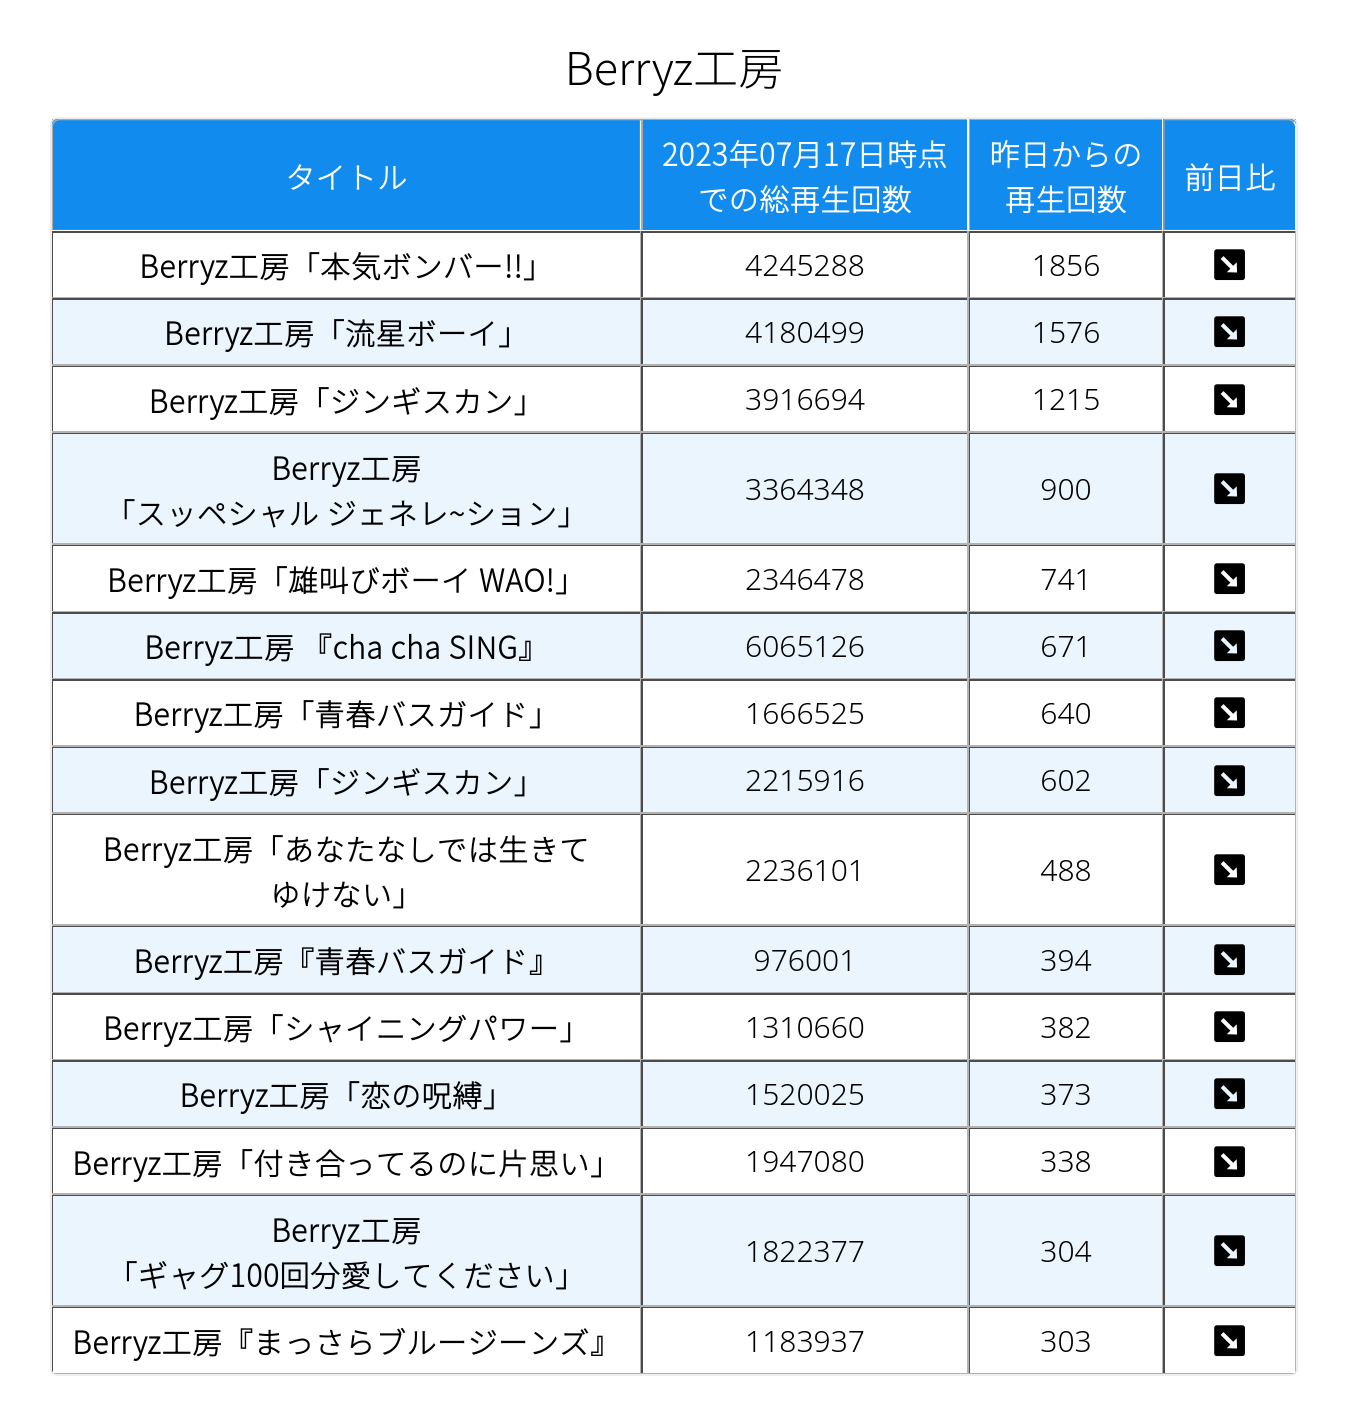 Berryz工房
タイトル
2023年07月17日時点
での総再生回数
昨日からの
再生回数
前日比
Berryz工房「本気ボンバー!!」
4245288
1856
Berryz工房「流星ボーイ」
4180499
1576
Berryz工房「ジンギスカン」
3916694
1215
Berryz工房
「スッペシャル ジェネレ~ション」
3364348
900
Berryz工房「雄叫びボーイ WAO!」
2346478
741
Berryz工房 『cha cha SING』
6065126
671
Berryz工房「青春バスガイド」
1666525
640
Berryz工房「ジンギスカン」
2215916
602
Berryz工房「あなたなしでは生きて
ゆけない」
2236101
488
Berryz工房『青春バスガイド』
976001
394
Berryz工房「シャイニングパワー」
1310660
382
Berryz工房「恋の呪縛」
1520025
373
Berryz工房「付き合ってるのに片思い」
1947080
338
Berryz工房
「ギャグ100回分愛してください」
1822377
304
Berryz工房『まっさらブルージーンズ』
1183937
303